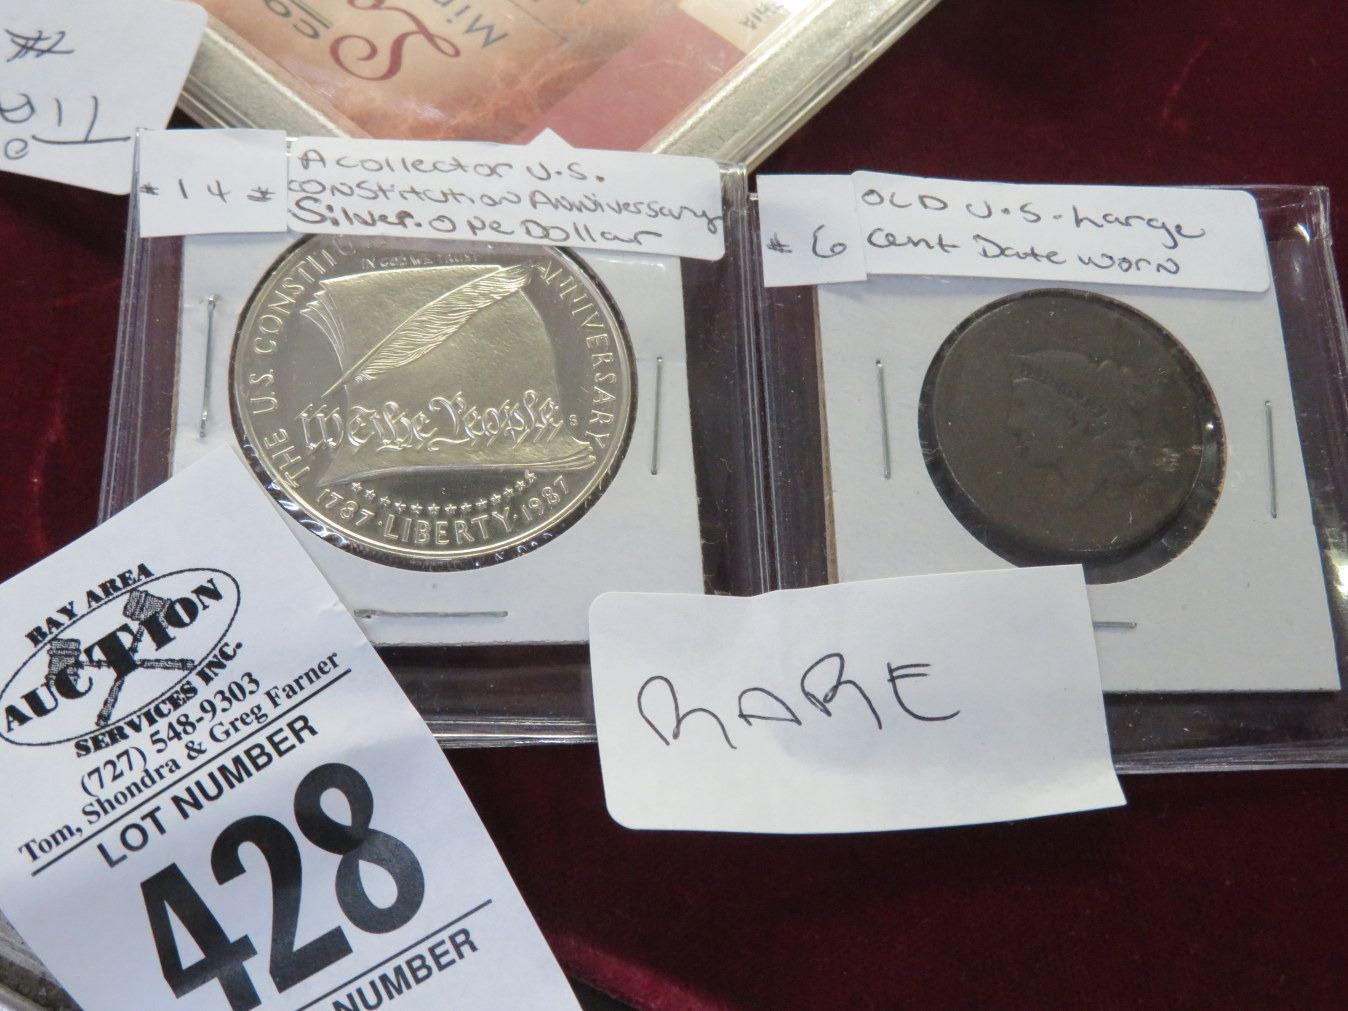 # 14 #
A collector U.S.
Constitution Anniversary
Silver. One Dollar
# 6
OLD U.S. Large
cent Date worn
THE U.S. CONSTITU ANNIVERSARY
IN GOD WE TRUST
We the People
S
1787 · LIBERTY · 1987
RARE
BAY AREA
AUCTION
SERVICES INC.
(727) 548-9303
Tom, Shondra & Greg Farner
LOT NUMBER
428
NUMBER